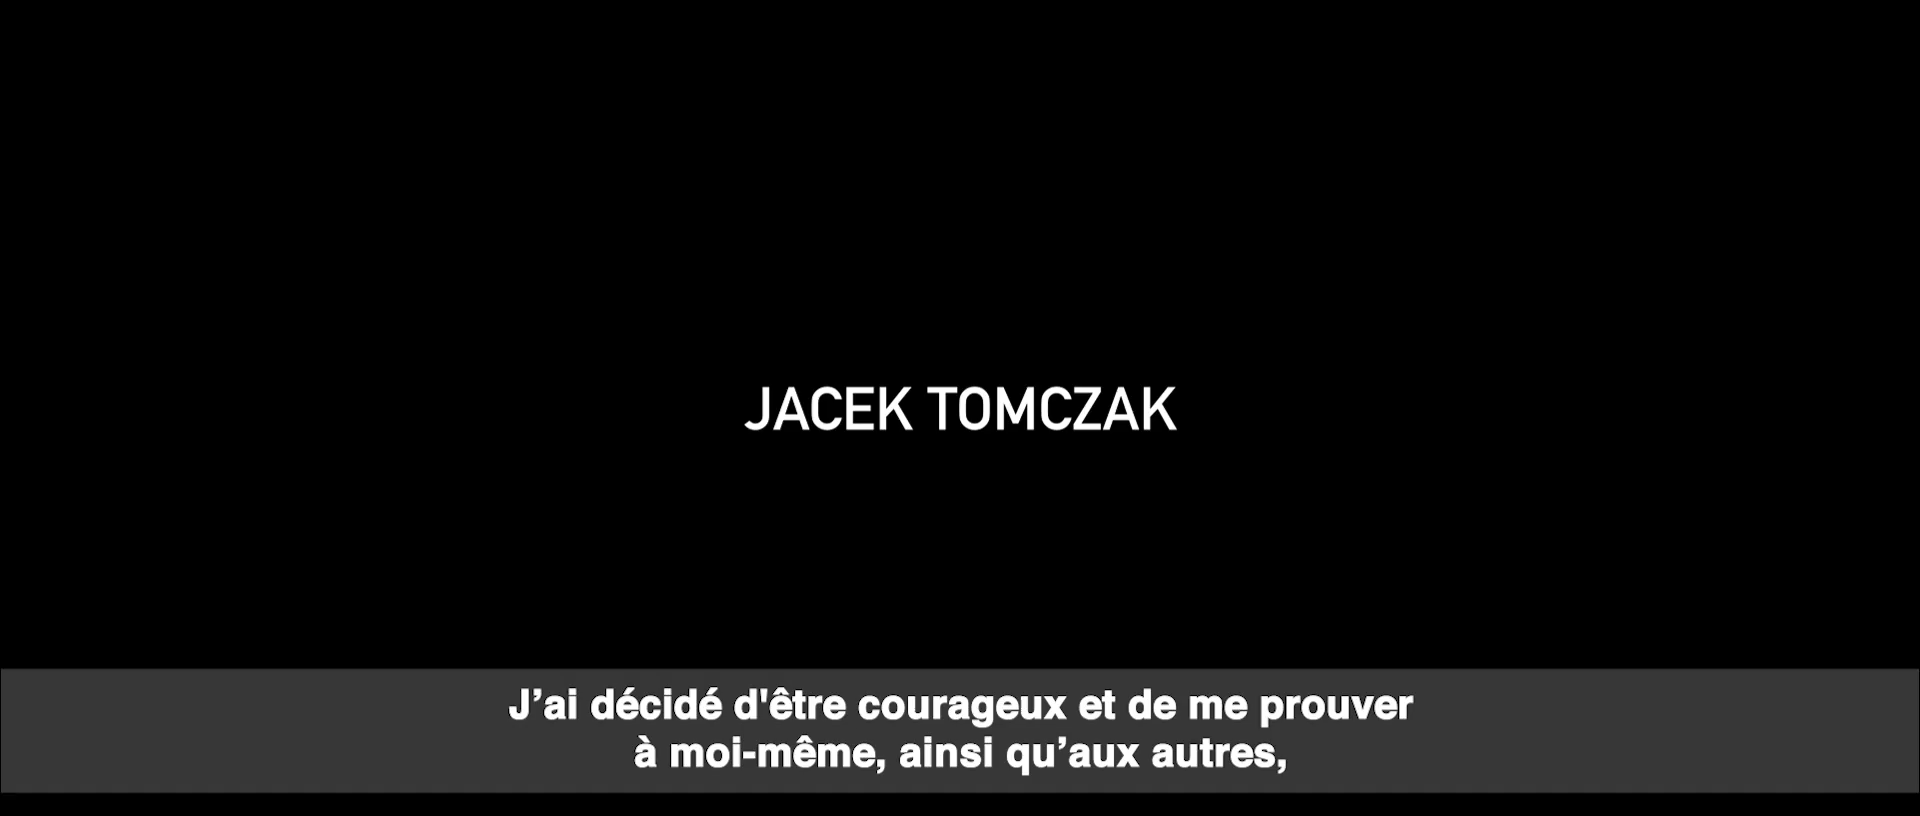 JACEK TOMCZAK
J’ai décidé d'être courageux et de me prouver
à moi-même, ainsi qu’aux autres,